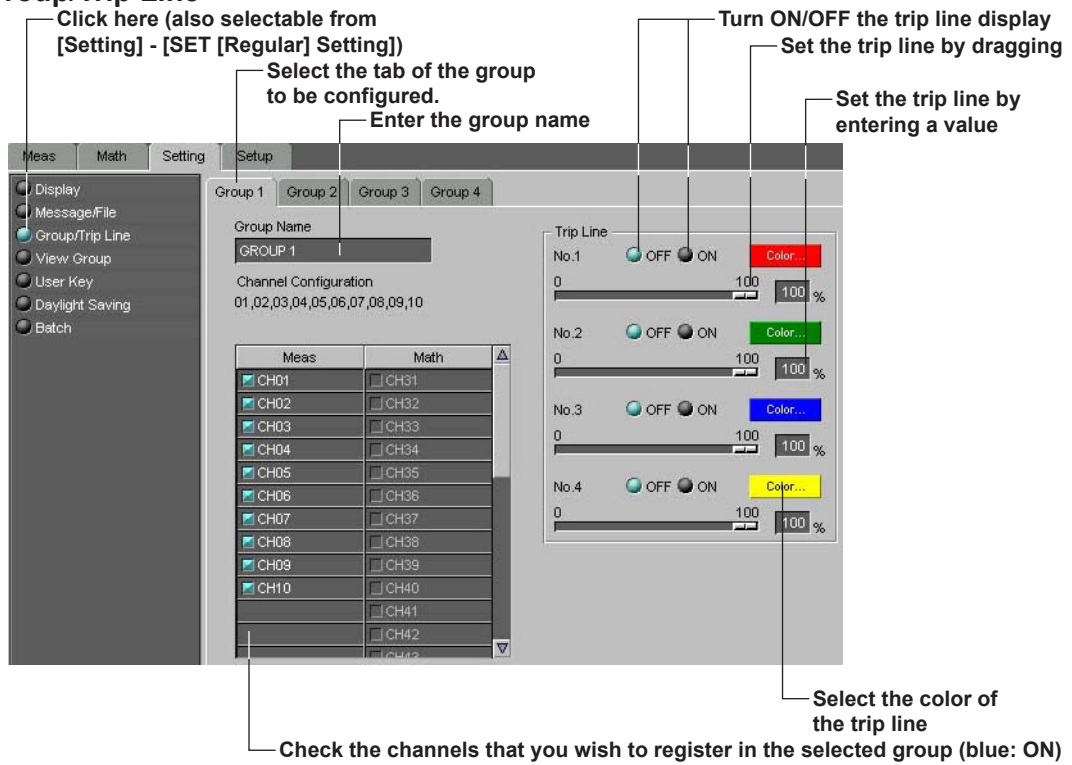 Click here (also selectable from
[Setting] - [SET [Regular] Setting])
Select the tab of the group
to be configured.
Enter the group name
Turn ON/OFF the trip line display
Set the trip line by dragging
Set the trip line by
entering a value
Meas Math Setting Setup
Display
Message/File
Group/Trip Line
View Group
User Key
Daylight Saving
Batch
Group 1 Group 2 Group 3 Group 4
Group Name
GROUP 1
Channel Configuration
01,02,03,04,05,06,07,08,09,10
Meas Math
CH01 CH31
CH02 CH32
CH03 CH33
CH04 CH34
CH05 CH35
CH06 CH36
CH07 CH37
CH08 CH38
CH09 CH39
CH10 CH40
CH41
CH42
Trip Line
No.1 OFF ON Color...
0 100 100 %
No.2 OFF ON Color...
0 100 100 %
No.3 OFF ON Color...
0 100 100 %
No.4 OFF ON Color...
0 100 100 %
Select the color of
the trip line
Check the channels that you wish to register in the selected group (blue: ON)